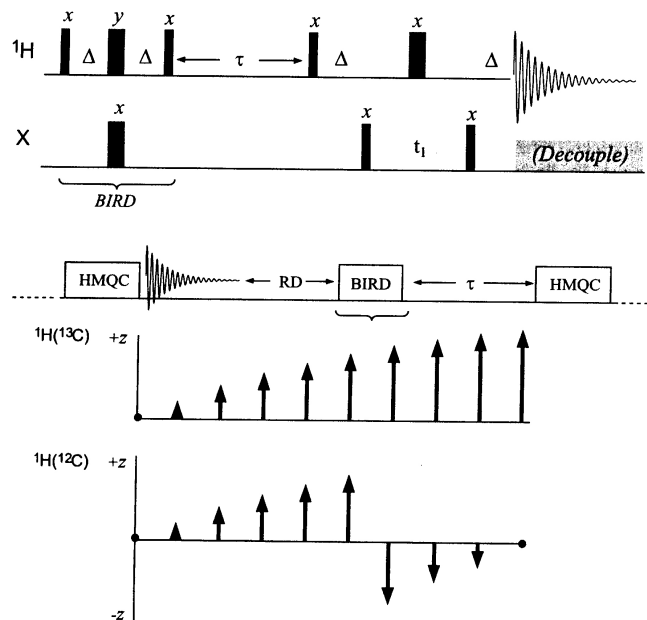 x y x x x
¹H Δ Δ τ Δ Δ
x x x
X t₁ (Decouple)
BIRD
HMQC RD BIRD τ HMQC
¹H(¹³C) +z
¹H(¹²C) +z
-z